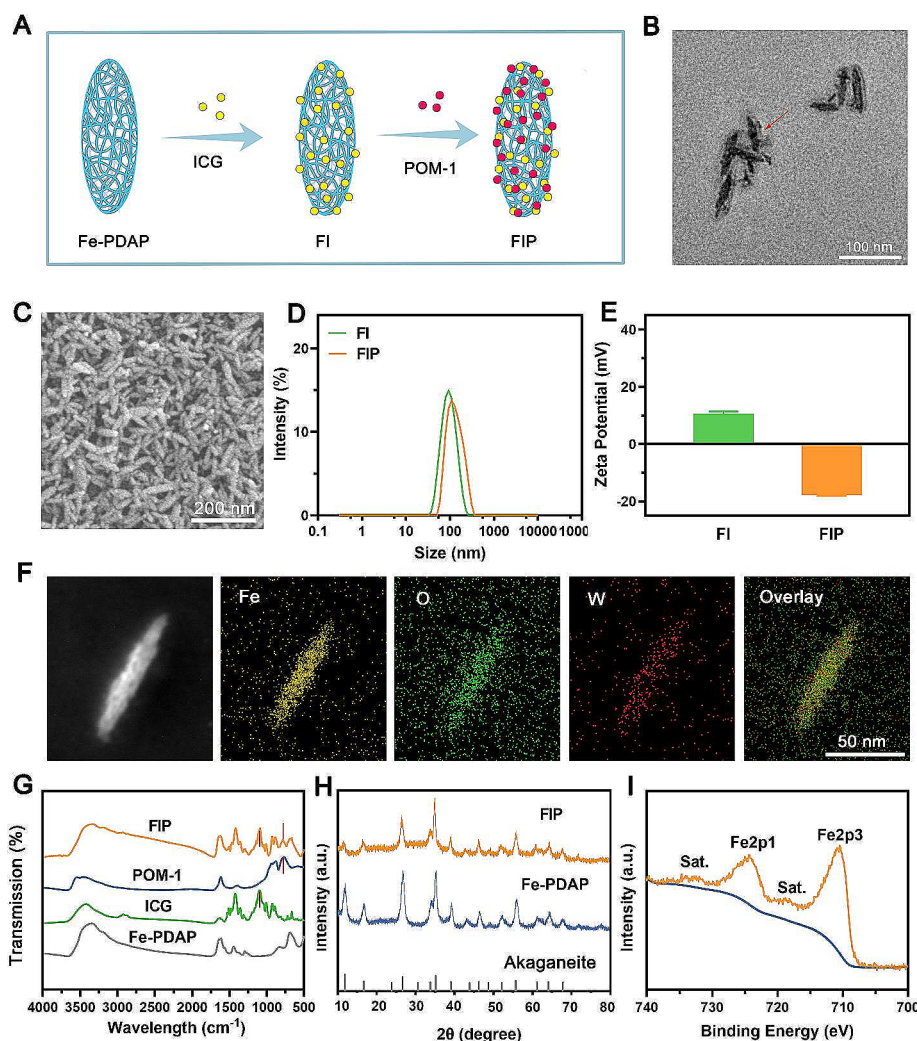 A
ICG
POM-1
Fe-PDAP
FI
FIP
B
100 nm
C
200 nm
D
FI
FIP
Intensity (%)
20
10
0
0.1
1
10
100
1000
10000
1000
Size (nm)
E
Zeta Potential (mV)
40
20
0
-20
FI
FIP
F
Fe
O
W
Overlay
50 nm
G
Transmission (%)
FIP
POM-1
ICG
Fe-PDAP
4000 3500 3000 2500 2000 1500 1000 500
Wavelength (cm-1)
H
Intensity (a.u.)
FIP
Fe-PDAP
Akaganeite
10 20 30 40 50 60 70 80
2θ (degree)
I
Intensity (a.u.)
Sat.
Fe2p1
Sat.
Fe2p3
740 730 720 710 700
Binding Energy (eV)